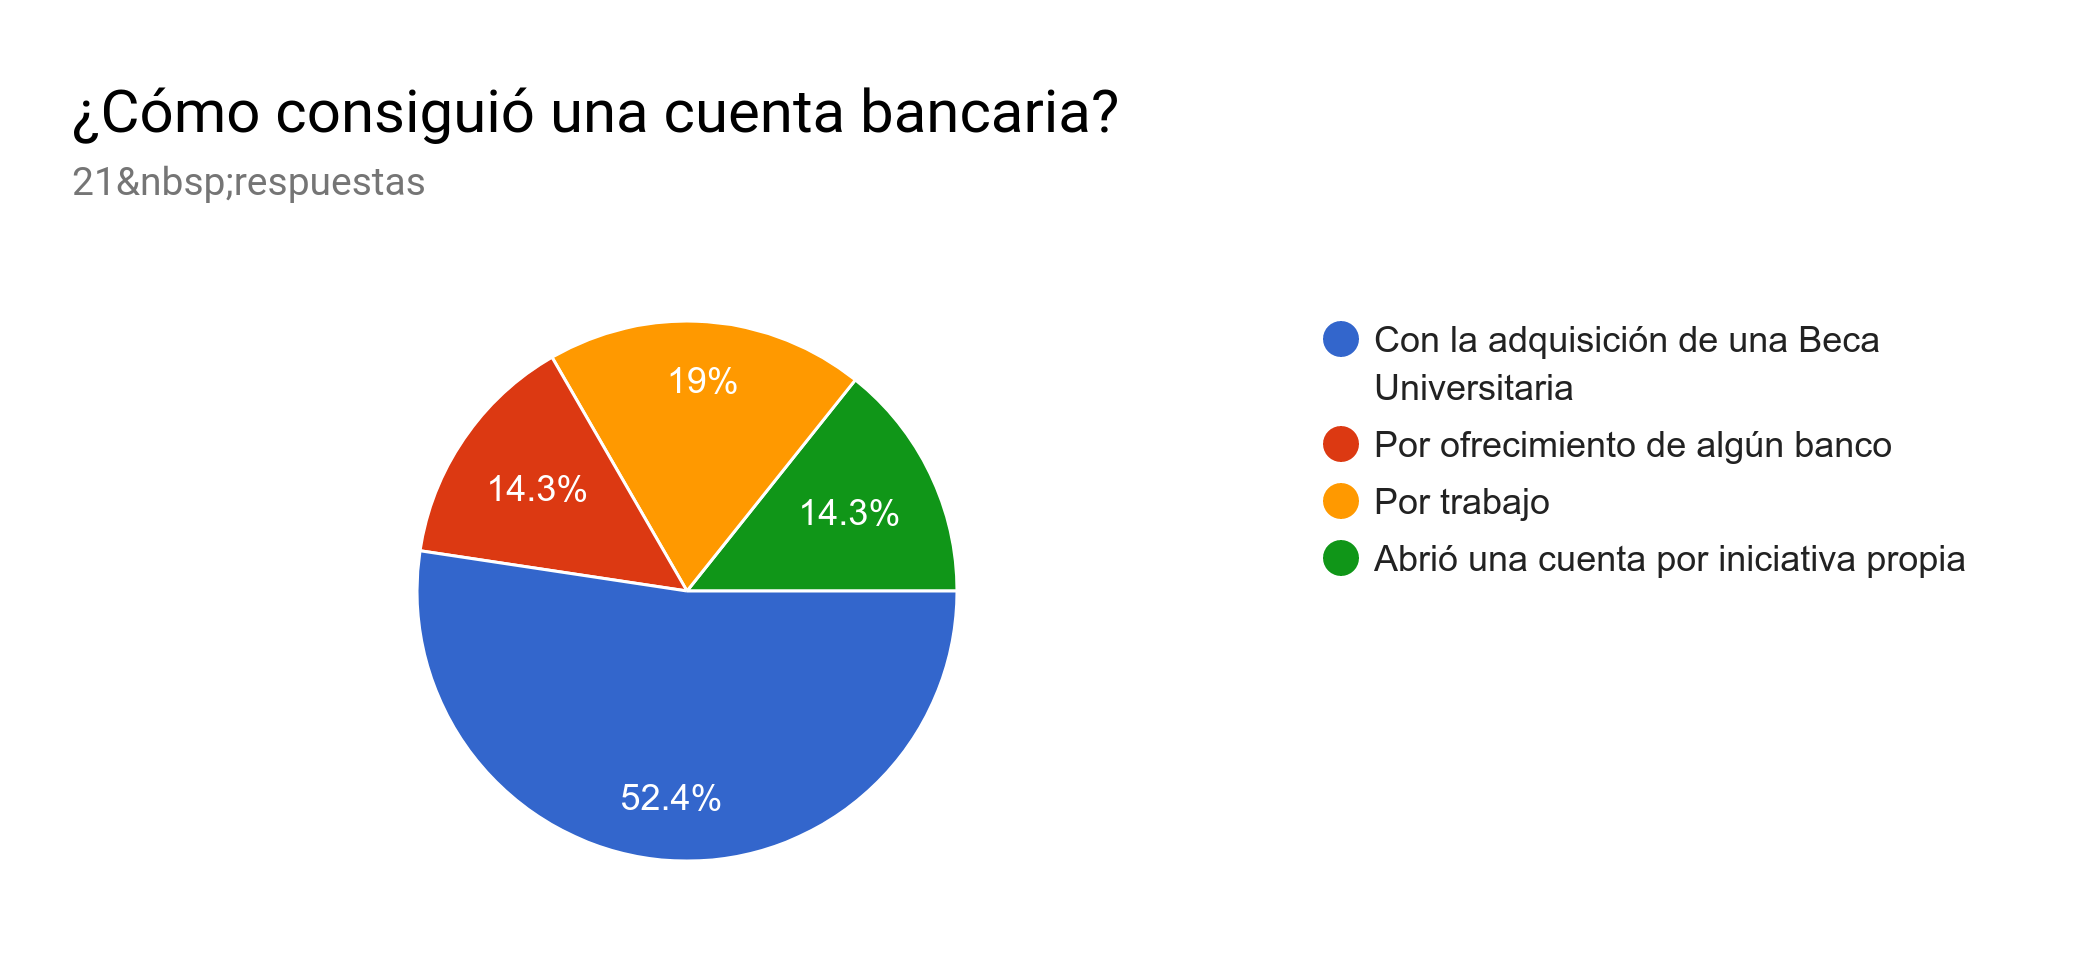 ¿Cómo consiguió una cuenta bancaria?
21&nbsp;respuestas
19%
14.3%
14.3%
52.4%
Con la adquisición de una Beca
Universitaria
Por ofrecimiento de algún banco
Por trabajo
Abrió una cuenta por iniciativa propia